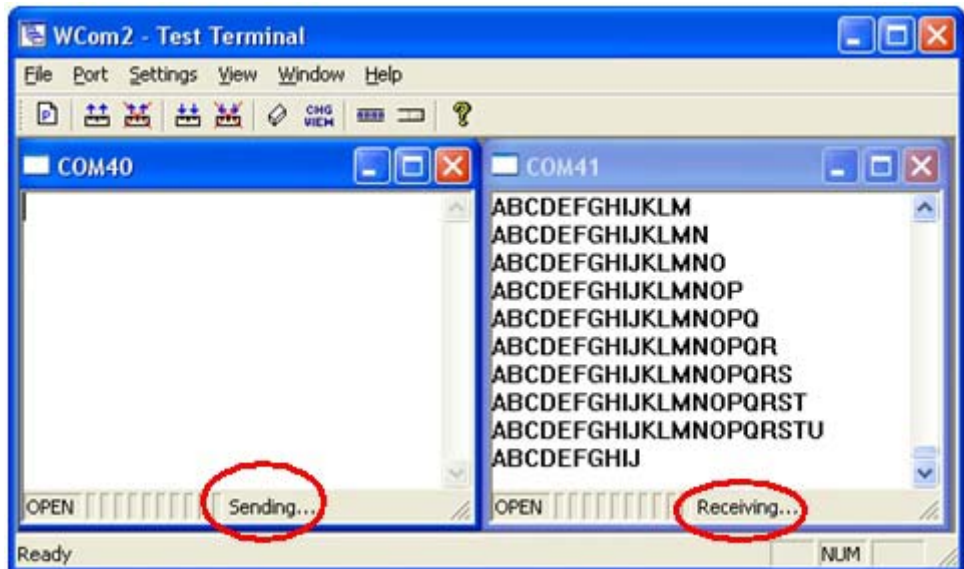 WCom2 - Test Terminal
File Port Settings View Window Help
P CHG VIEW ?
COM40
COM41
ABCDEFGHIJKLM
ABCDEFGHIJKLMN
ABCDEFGHIJKLMNO
ABCDEFGHIJKLMNOP
ABCDEFGHIJKLMNOPQ
ABCDEFGHIJKLMNOPQR
ABCDEFGHIJKLMNOPQRS
ABCDEFGHIJKLMNOPQRST
ABCDEFGHIJKLMNOPQRSTU
ABCDEFGHIJ
OPEN Sending...
OPEN Receiving...
Ready NUM